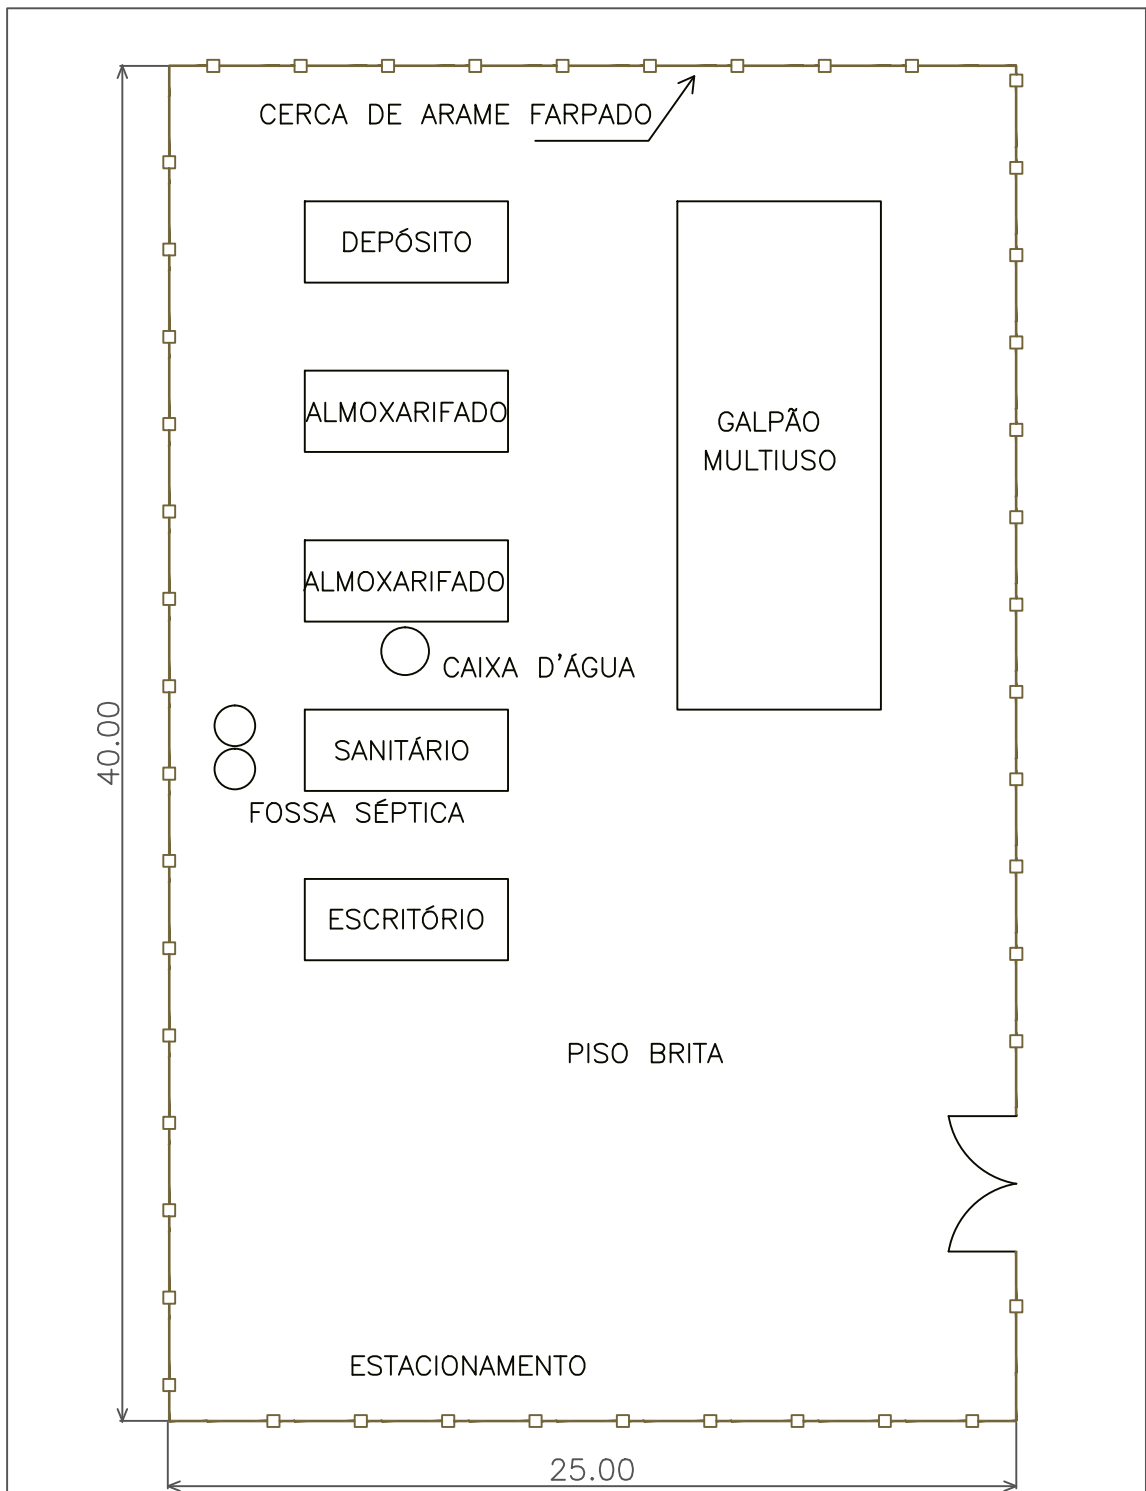 CERCA DE ARAME FARPADO
DEPÓSITO
ALMOXARIFADO
GALPÃO
MULTIUSO
ALMOXARIFADO
CAIXA D'ÁGUA
40.00
SANITÁRIO
FOSSA SÉPTICA
ESCRITÓRIO
PISO BRITA
ESTACIONAMENTO
25.00